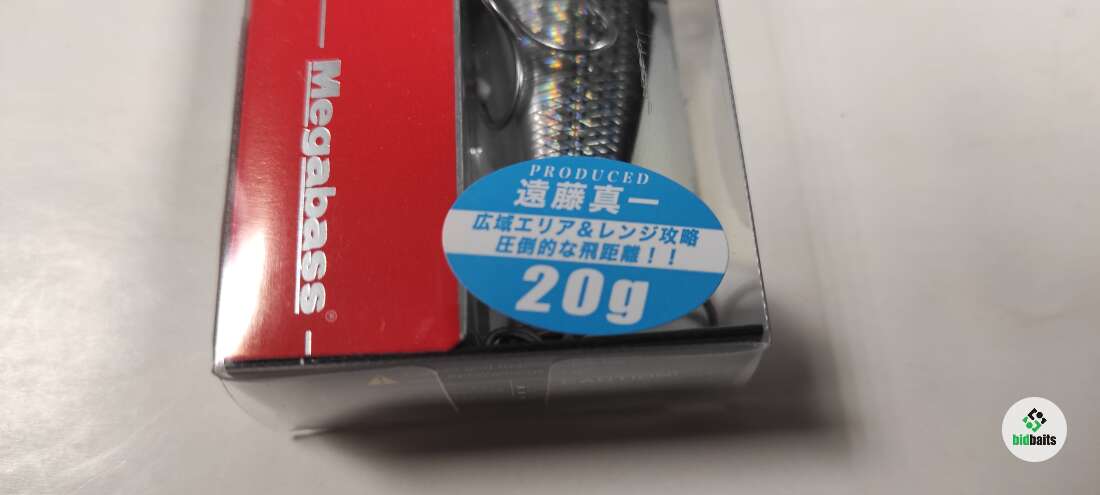 Megabass®
PRODUCED
遠藤真一
広域エリア&レンジ攻略
圧倒的な飛距離!!
20g
bidbaits